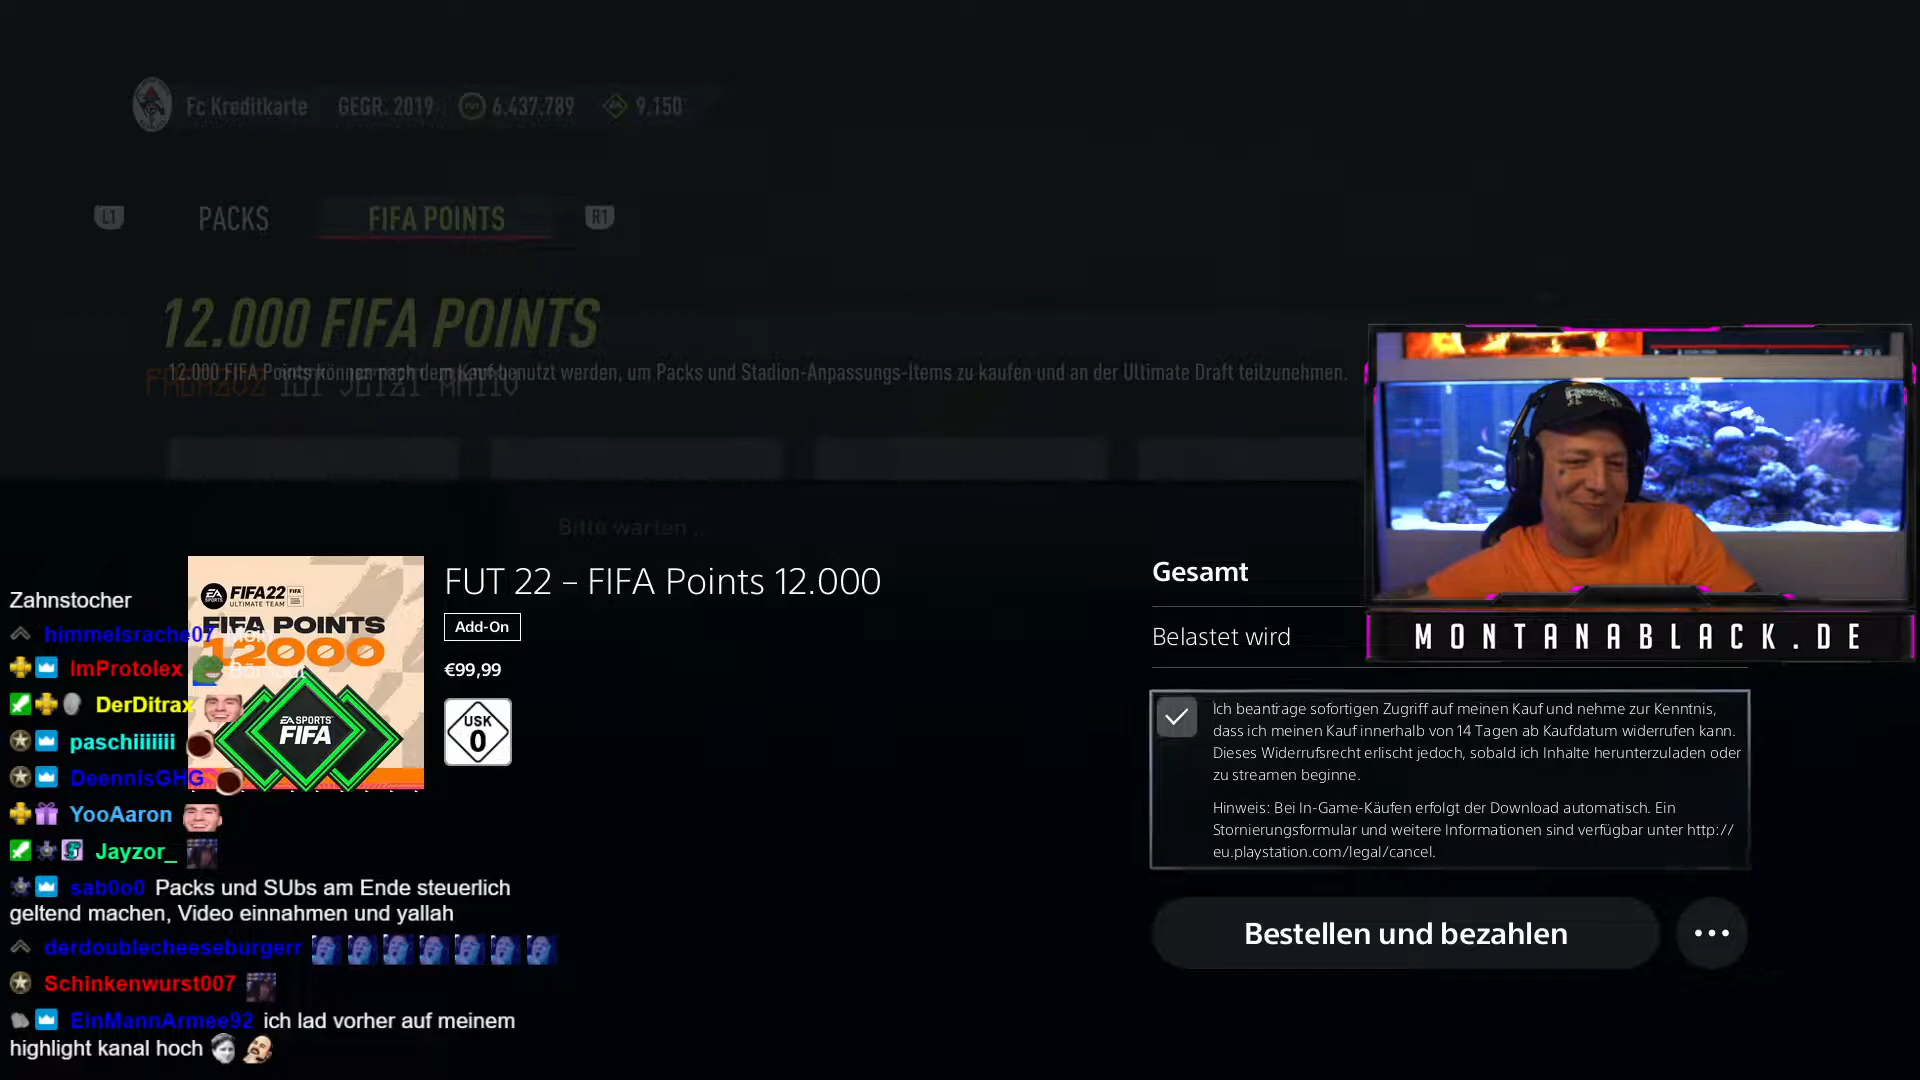 Fc Kreditkarte GEGR. 2019 6.437.789 9.150
L1 PACKS FIFA POINTS R1
12.000 FIFA POINTS
12.000 FIFA Points können nach dem Kauf benutzt werden, um Packs und Stadion-Anpassungs-Items zu kaufen und an der Ultimate Draft teilzunehmen.
Bitte warten ...
FUT 22 – FIFA Points 12.000
Add-On
€99,99
USK
0
EA SPORTS FIFA22 FIFA
ULTIMATE TEAM
FIFA POINTS
12000
EA SPORTS
FIFA
Gesamt
Belastet wird
MONTANABLACK.DE
Ich beantrage sofortigen Zugriff auf meinen Kauf und nehme zur Kenntnis,
dass ich meinen Kauf innerhalb von 14 Tagen ab Kaufdatum widerrufen kann.
Dieses Widerrufsrecht erlischt jedoch, sobald ich Inhalte herunterzuladen oder
zu streamen beginne.
Hinweis: Bei In-Game-Käufen erfolgt der Download automatisch. Ein
Stornierungsformular und weitere Informationen sind verfügbar unter http://
eu.playstation.com/legal/cancel.
Bestellen und bezahlen
Zahnstocher
himmelsrache07 Moin
ImProtolex
DerDitrax
paschiiiiiii
DeennisGHG
YooAaron
Jayzor_
sab0o0 Packs und SUbs am Ende steuerlich
geltend machen, Video einnahmen und yallah
derdoublecheeseburgerr
Schinkenwurst007
EinMannArmee92 ich lad vorher auf meinem
highlight kanal hoch